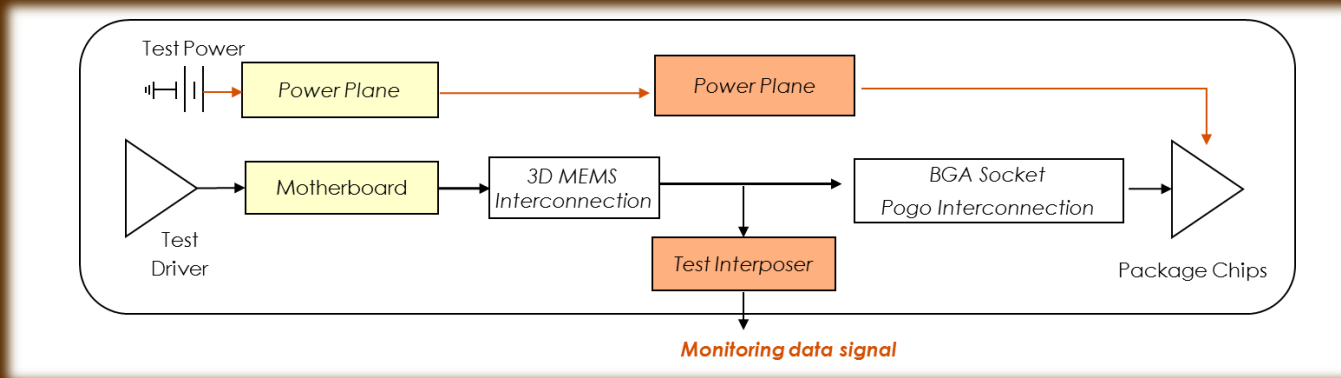 Test Power
Power Plane
Power Plane
Motherboard
3D MEMS
Interconnection
BGA Socket
Pogo Interconnection
Test
Driver
Test Interposer
Package Chips
Monitoring data signal